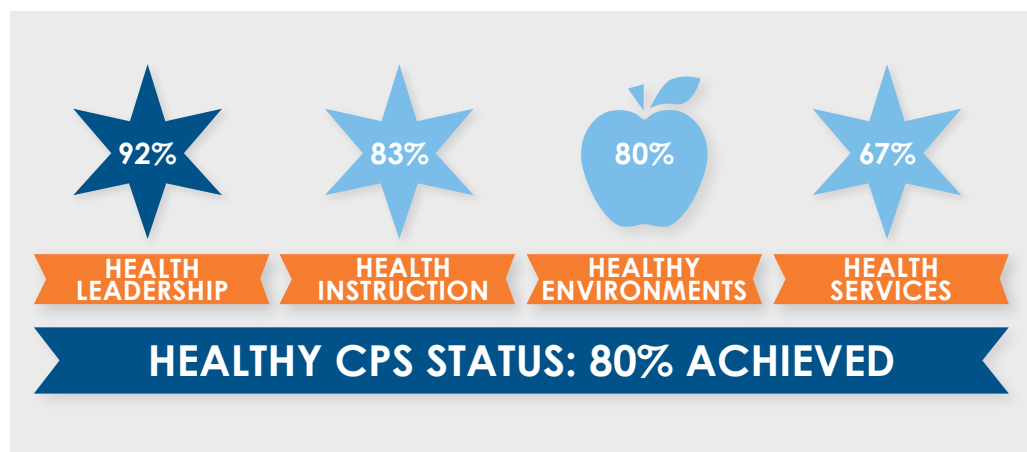 92%
83%
80%
67%
HEALTH
LEADERSHIP
HEALTH
INSTRUCTION
HEALTHY
ENVIRONMENTS
HEALTH
SERVICES
HEALTHY CPS STATUS: 80% ACHIEVED